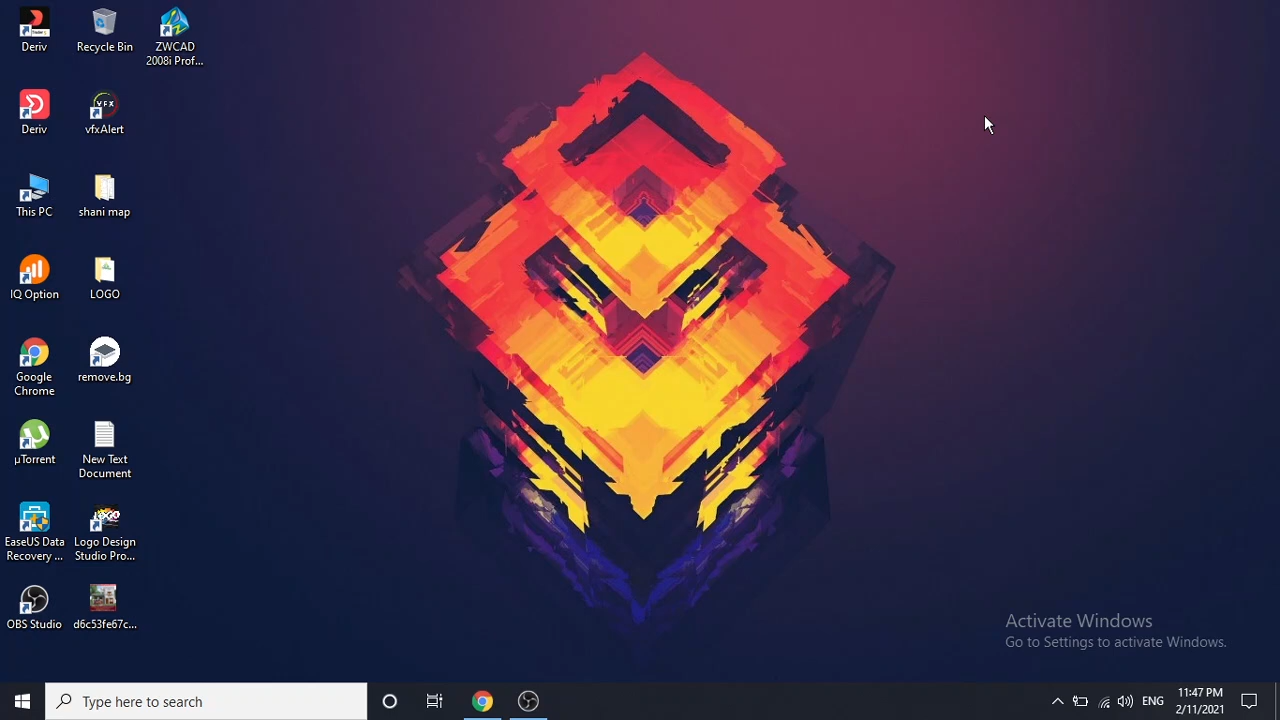 Deriv
Recycle Bin
ZWCAD
2008i Prof...
Deriv
VFX
vfxAlert
This PC
shani map
IQ Option
LOGO
Google
Chrome
remove.bg
µTorrent
New Text
Document
EaseUS Data
Recovery ...
Logo Design
Studio Pro...
OBS Studio
d6c53fe67c...
Activate Windows
Go to Settings to activate Windows.
Type here to search
ENG
11:47 PM
2/11/2021